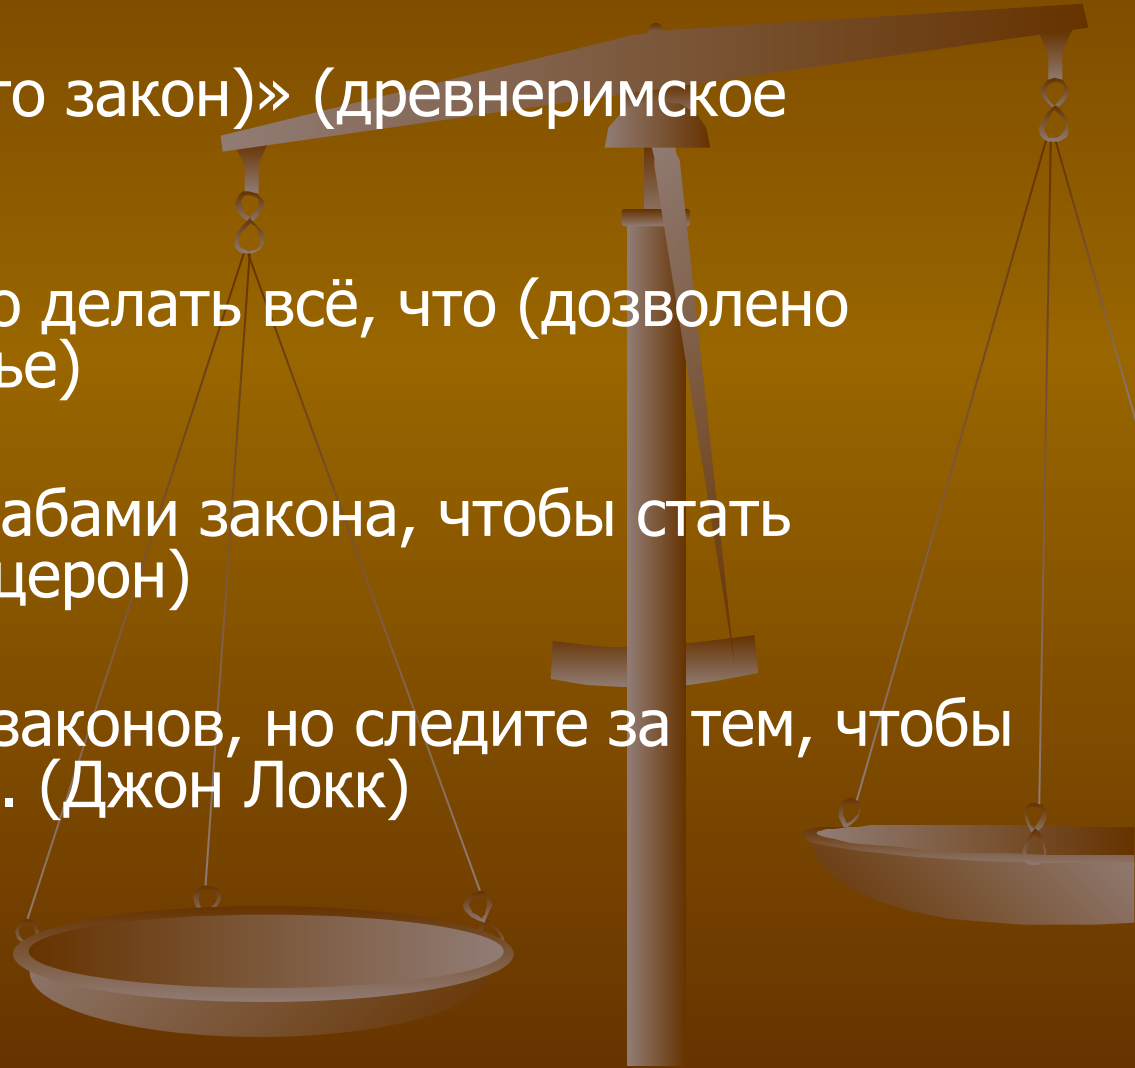 то закон)» (древнеримское
о делать всё, что (дозволено
ье)
абами закона, чтобы стать
церон)
законов, но следите за тем, чтобы
. (Джон Локк)